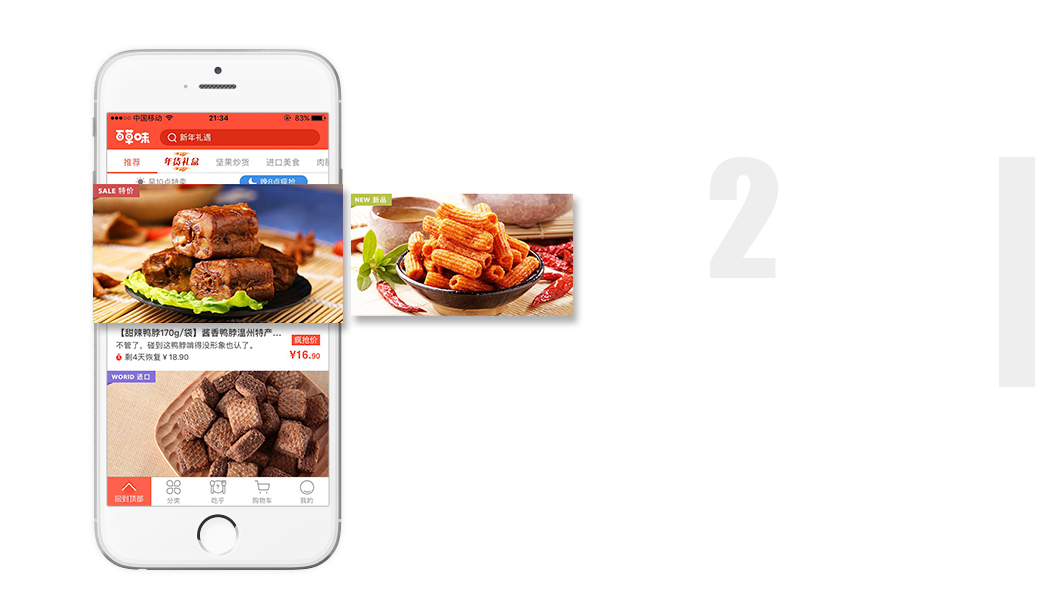 中国移动 21:34 83%
百草味 新年礼遇
推荐 年货礼盒 坚果炒货 进口美食 肉脯
早10点特卖 晚8点疯抢
SALE 特价
NEW 新品
【甜辣鸭脖170g/袋】酱香鸭脖温州特产...
不管了，碰到这鸭脖啃得没形象也认了。
疯抢价
剩4天恢复 ¥18.90
¥16.90
WORID 进口
回到顶部 分类 吃乎 购物车 我的
2